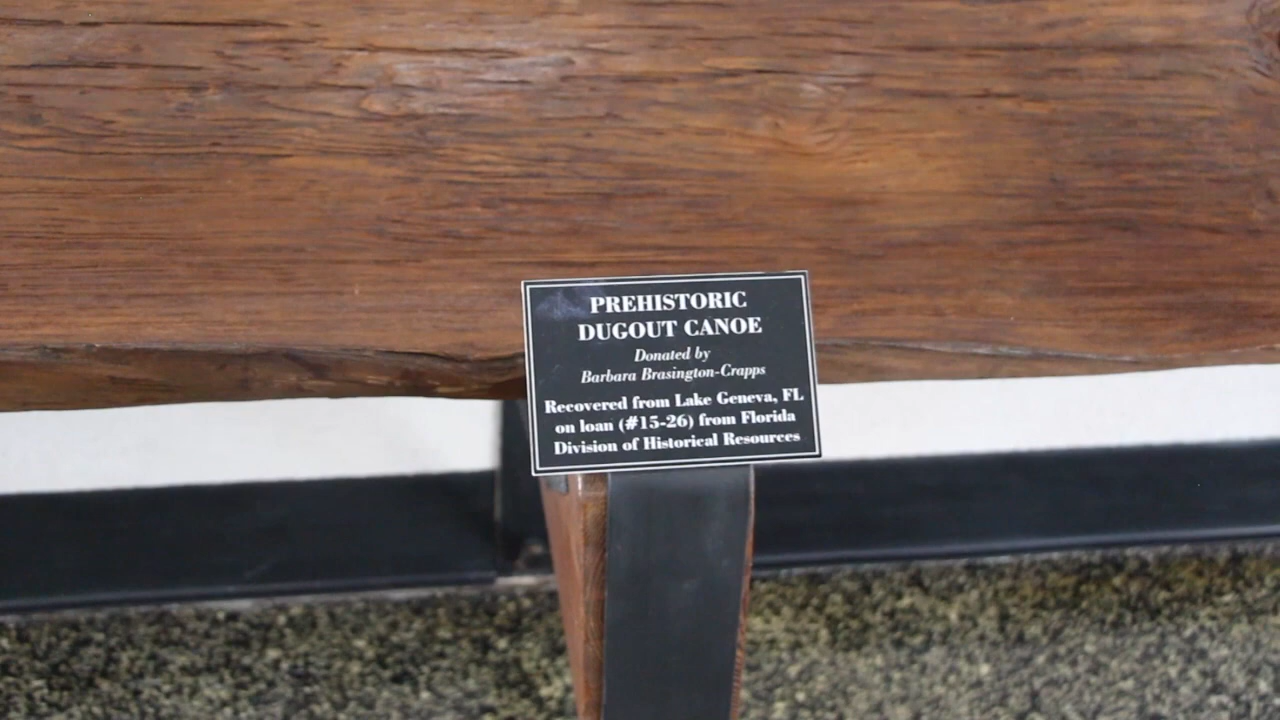 PREHISTORIC
DUGOUT CANOE
Donated by
Barbara Brasington-Crapps
Recovered from Lake Geneva, FL
on loan (#15-26) from Florida
Division of Historical Resources